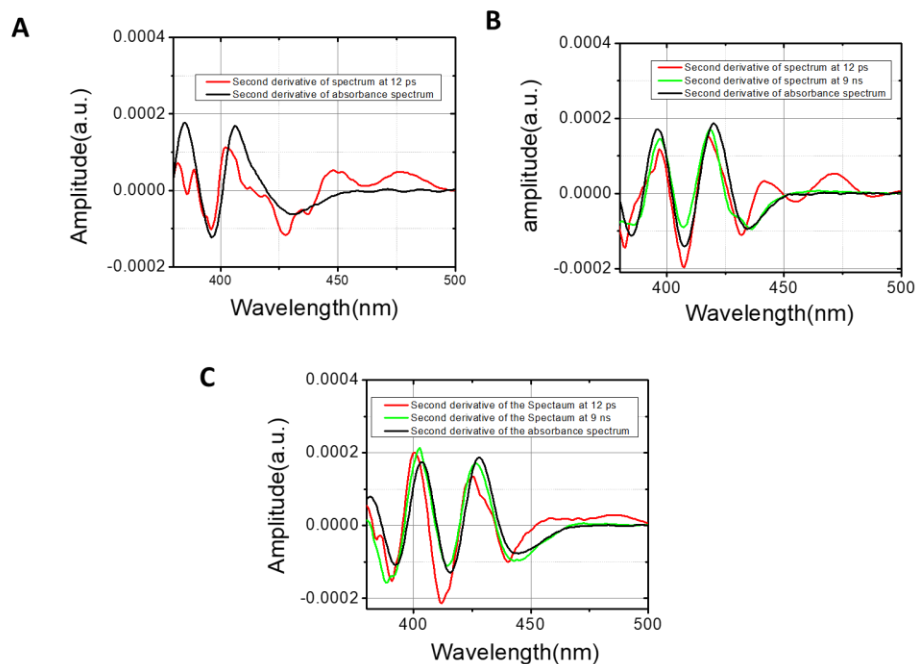 A
0.0004
0.0002
0.0000
-0.0002
Amplitude(a.u.)
Second derivative of spectrum at 12 ps
Second derivative of absorbance spectrum
400
450
500
Wavelength(nm)
B
0.0004
0.0002
0.0000
-0.0002
amplitude(a.u.)
Second derivative of spectrum at 12 ps
Second derivative of spectrum at 9 ns
Second derivative of absorbance spectrum
400
450
500
Wavelength(nm)
C
0.0004
0.0002
0.0000
-0.0002
Amplitude(a.u.)
Second derivative of the Spectaum at 12 ps
Second derivative of the Spectaum at 9 ns
Second derivative of the absorbance spectrum
400
450
500
Wavelength(nm)